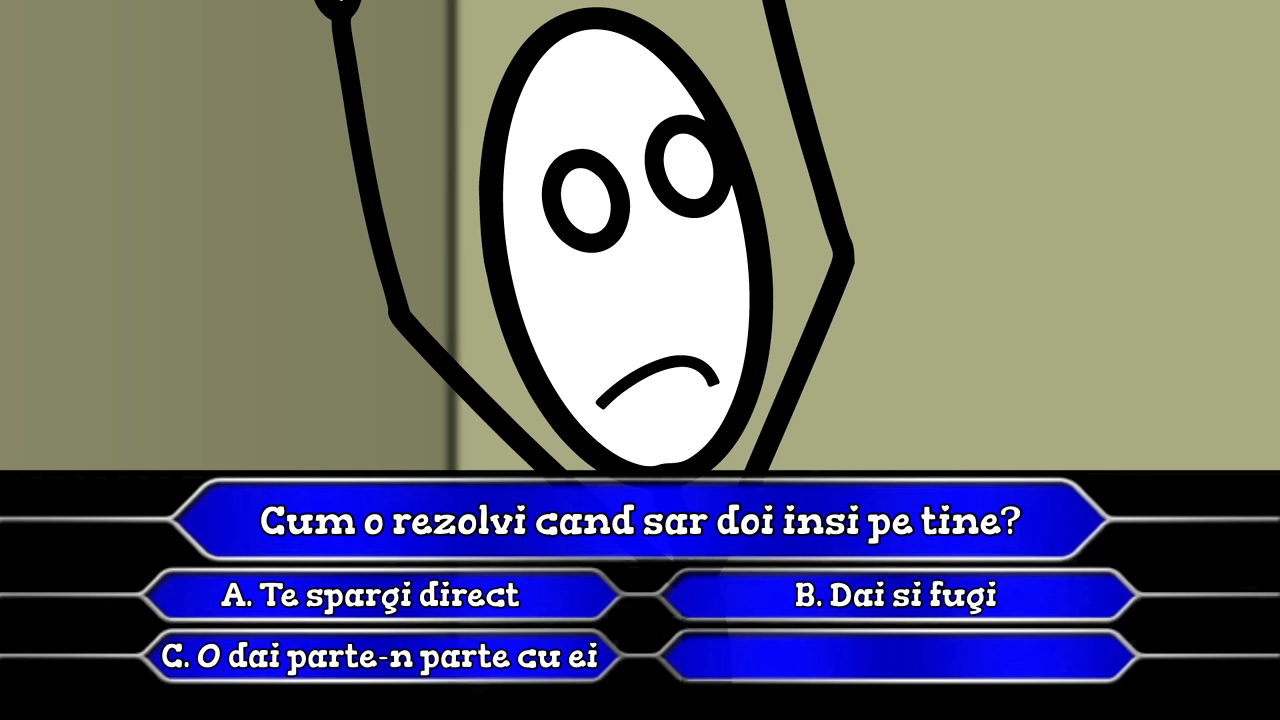 Cum o rezolvi cand sar doi insi pe tine?
A. Te spargi direct
B. Dai si fugi
C. O dai parte-n parte cu ei